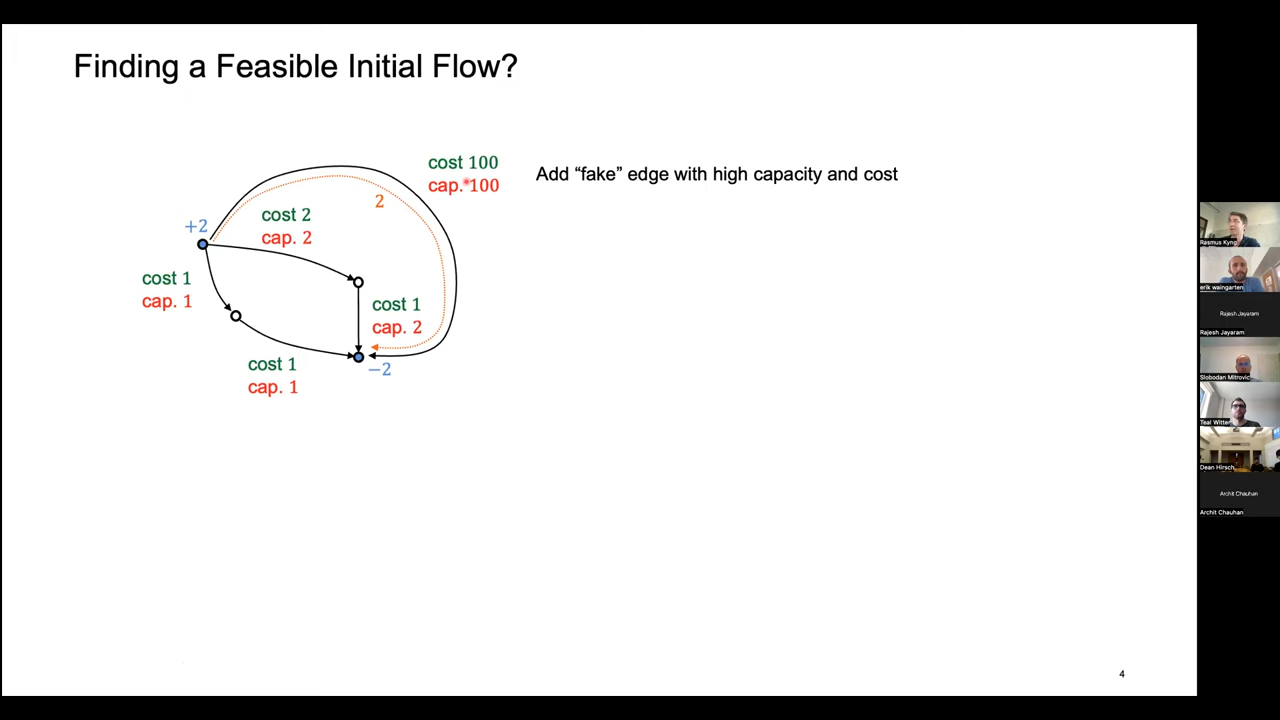 Finding a Feasible Initial Flow?
cost 100
cap. 100
Add “fake” edge with high capacity and cost
2
+2
cost 2
cap. 2
cost 1
cap. 1
cost 1
cap. 2
−2
cost 1
cap. 1
4
Rasmus Kyng
erik waingarten
Rajesh Jayaram
Rajesh Jayaram
Slobodan Mitrovic
Teal Witter
Dean Hirsch
Archit Chauhan
Archit Chauhan